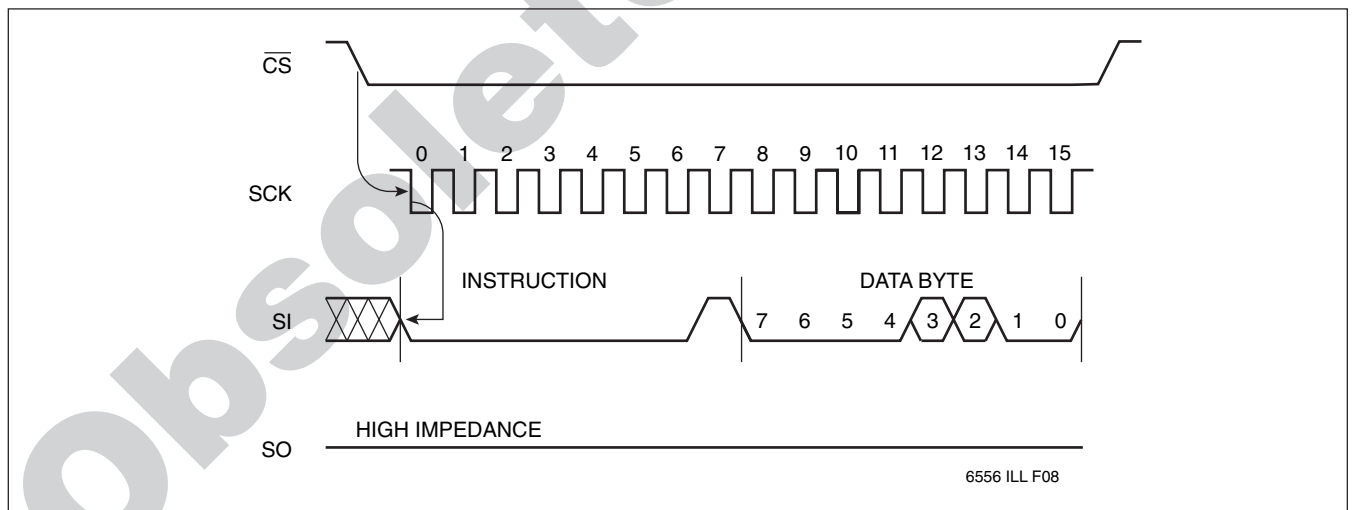 Obsolete
CS
0 1 2 3 4 5 6 7 8 9 10 11 12 13 14 15
SCK
INSTRUCTION DATA BYTE
SI 7 6 5 4 3 2 1 0
HIGH IMPEDANCE
SO
6556 ILL F08